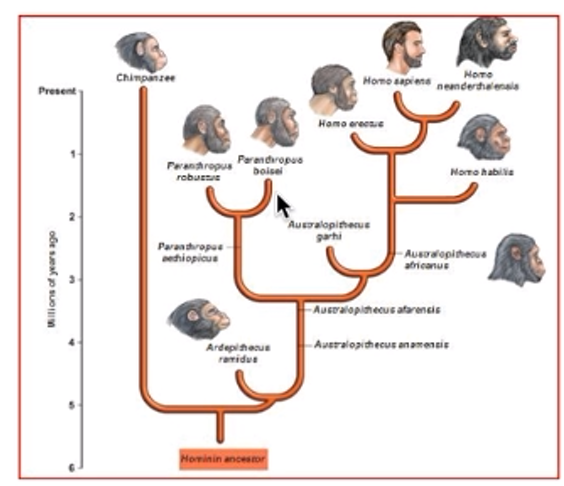 Chimpanzee
Homo sapiens
Homo
neanderthalensis
Present
Homo erectus
1
Paranthropus
robustus
Paranthropus
boisei
Homo habilis
2
Australopithecus
garhi
Paranthropus
aethiopicus
Australopithecus
africanus
3
Millions of years ago
Australopithecus afarensis
4
Ardepithecus
ramidus
Australopithecus anamensis
5
Hominin ancestor
6